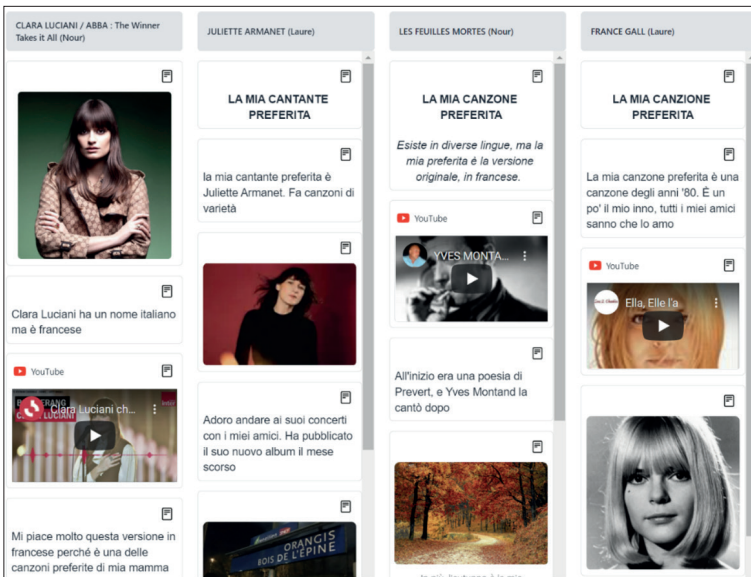 CLARA LUCIANI / ABBA : The Winner
Takes it All (Nour)
Clara Luciani ha un nome italiano
ma è francese
YouTube
Clara Luciani ch...
CLARA LUCIANI
Mi piace molto questa versione in
francese perché è una delle
canzoni preferite di mia mamma
JULIETTE ARMANET (Laure)
LA MIA CANTANTE
PREFERITA
la mia cantante preferita è
Juliette Armanet. Fa canzoni di
varietà
Adoro andare ai suoi concerti
con i miei amici. Ha pubblicato
il suo nuovo album il mese
scorso
ORANGIS
BOIS DE L'ÉPINE
LES FEUILLES MORTES (Nour)
LA MIA CANZONE
PREFERITA
Esiste in diverse lingue, ma la
mia preferita é la versione
originale, in francese.
YouTube
YVES MONTA...
All'inizio era una poesia di
Prevert, e Yves Montand la
cantò dopo
FRANCE GALL (Laure)
LA MIA CANZIONE
PREFERITA
La mia canzone preferita è una
canzone degli anni '80. È un
po' il mio inno, tutti i miei amici
sanno che lo amo
YouTube
Ella, Elle l'a